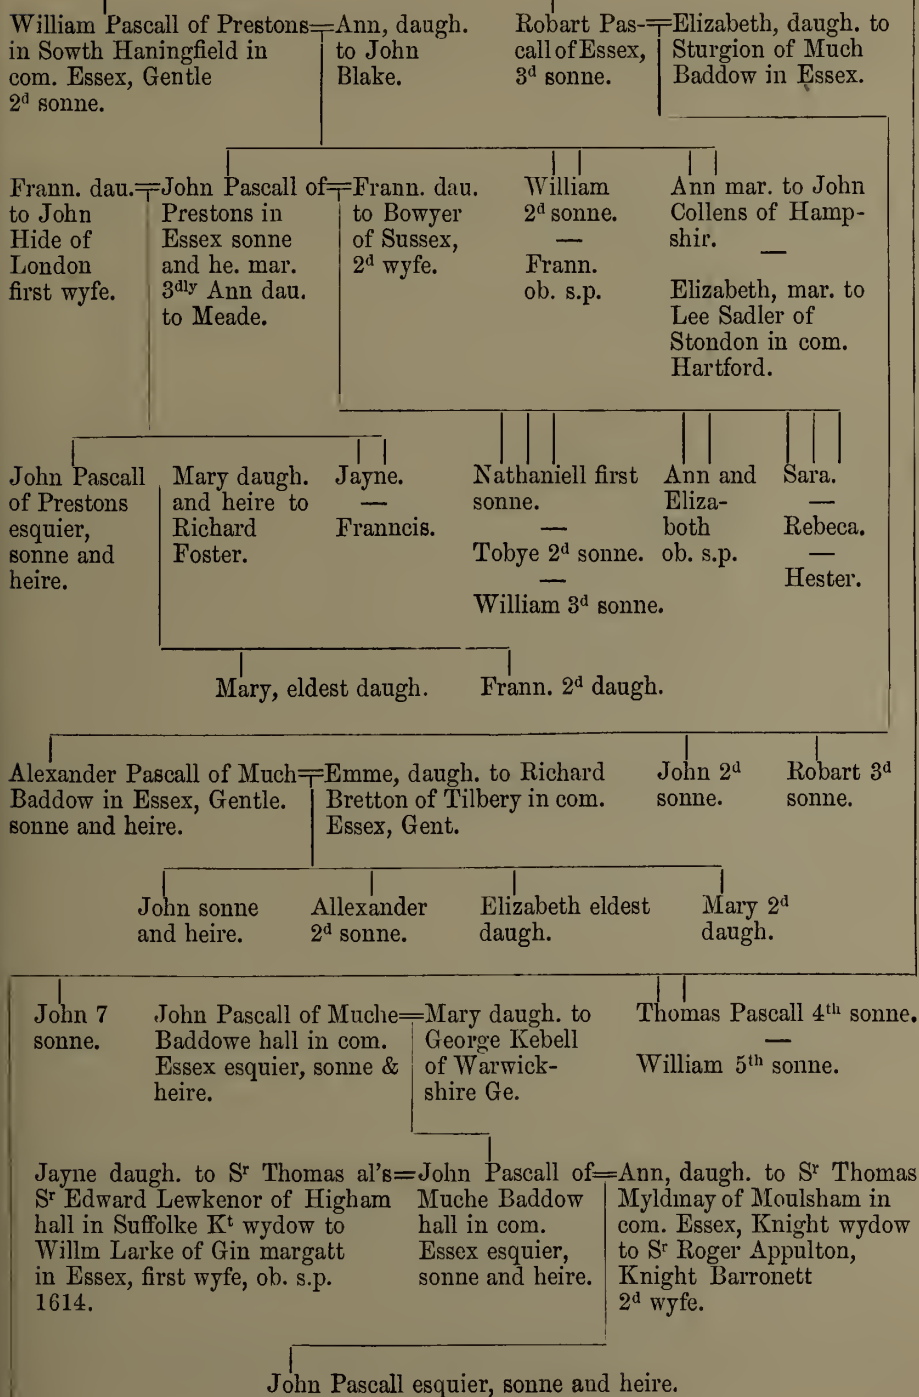 William Pascall of Prestons
in Sowth Haningfield in
com. Essex, Gentle
2d sonne.
Ann, daugh.
to John
Blake.
Robart Pas-
call of Essex,
3d sonne.
Elizabeth, daugh. to
Sturgion of Much
Baddow in Essex.
Frann. dau.
to John
Hide of
London
first wyfe.
John Pascall of
Prestons in
Essex sonne
and he. mar.
3dly Ann dau.
to Meade.
Frann. dau.
to Bowyer
of Sussex,
2d wyfe.
William
2d sonne.
—
Frann.
ob. s.p.
Ann mar. to John
Collens of Hamp-
shir.
—
Elizabeth, mar. to
Lee Sadler of
Stondon in com.
Hartford.
John Pascall
of Prestons
esquier,
sonne and
heire.
Mary daugh.
and heire to
Richard
Foster.
Jayne.
—
Franncis.
Nathaniell first
sonne.
—
Tobye 2d sonne.
—
William 3d sonne.
Ann and
Eliza-
both
ob. s.p.
Sara.
—
Rebeca.
—
Hester.
Mary, eldest daugh.
Frann. 2d daugh.
Alexander Pascall of Much
Baddow in Essex, Gentle.
sonne and heire.
Emme, daugh. to Richard
Bretton of Tilbery in com.
Essex, Gent.
John 2d
sonne.
Robart 3d
sonne.
John sonne
and heire.
Allexander
2d sonne.
Elizabeth eldest
daugh.
Mary 2d
daugh.
John 7
sonne.
John Pascall of Muche
Baddowe hall in com.
Essex esquier, sonne &
heire.
Mary daugh. to
George Kebell
of Warwick-
shire Ge.
Thomas Pascall 4th sonne.
—
William 5th sonne.
Jayne daugh. to Sr Thomas al's
Sr Edward Lewkenor of Higham
hall in Suffolke Kt wydow to
Willm Larke of Gin margatt
in Essex, first wyfe, ob. s.p.
1614.
John Pascall of
Muche Baddow
hall in com.
Essex esquier,
sonne and heire.
Ann, daugh. to Sr Thomas
Myldmay of Moulsham in
com. Essex, Knight wydow
to Sr Roger Appulton,
Knight Barronett
2d wyfe.
John Pascall esquier, sonne and heire.